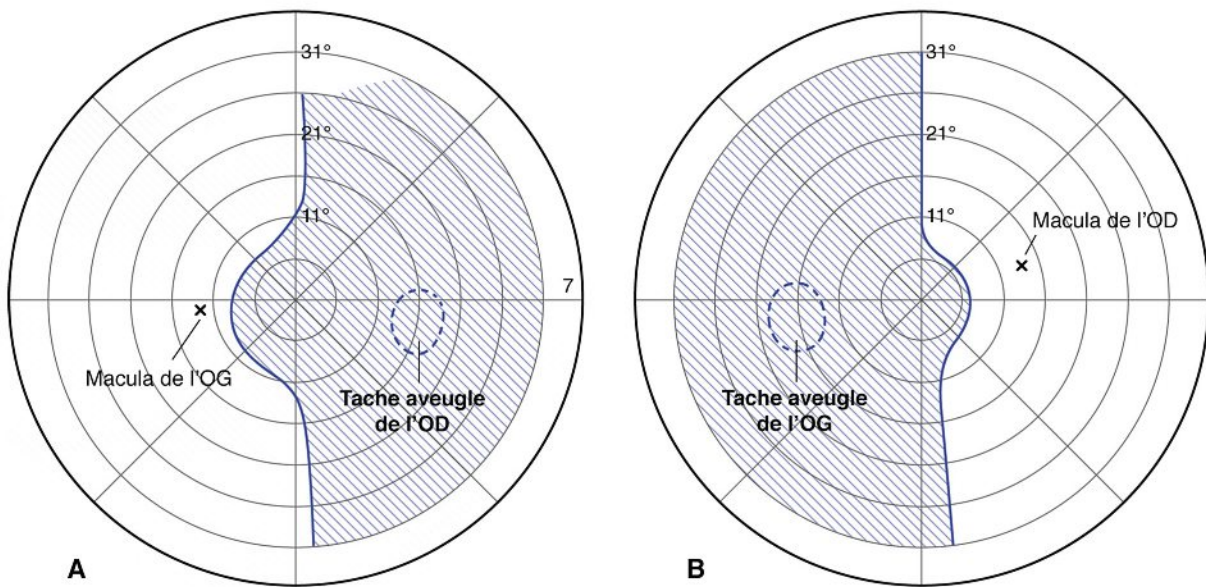 31°
21°
11°
7
Macula de l'OG
Tache aveugle
de l'OD
A
31°
21°
11°
Macula de l'OD
Tache aveugle
de l'OG
B